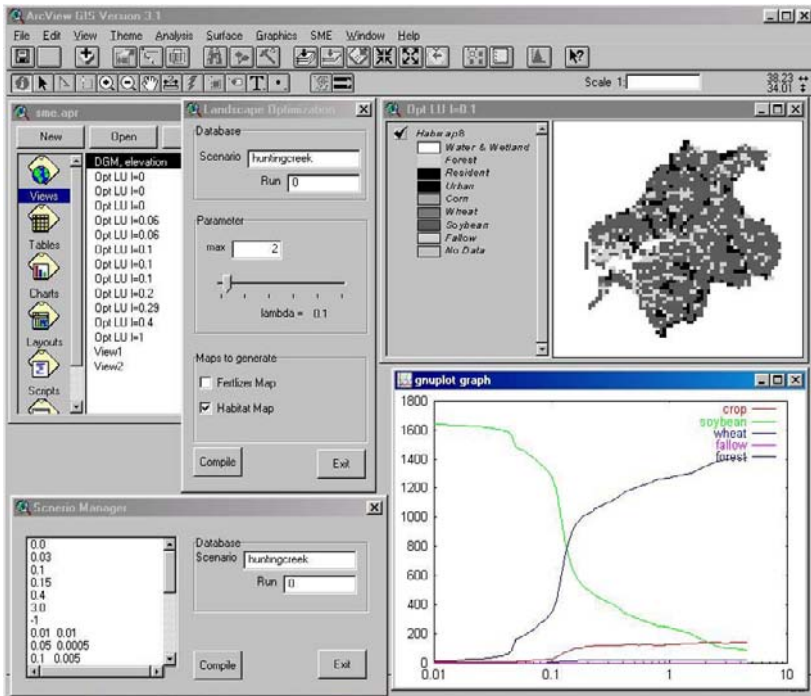 ArcView GIS Version 3.1
File Edit View Theme Analysis Surface Graphics SME Window Help
Scale 1:
38.23
34.01
sme.apr
New Open
Views
Tables
Charts
Layouts
Scripts
DGM, elevation
Opt LU l=0
Opt LU l=0
Opt LU l=0
Opt LU l=0.06
Opt LU l=0.06
Opt LU l=0.1
Opt LU l=0.1
Opt LU l=0.1
Opt LU l=0.2
Opt LU l=0.29
Opt LU l=0.4
Opt LU l=1
View1
View2
Landscape Optimization
Database
Scenario huntingcreek
Run 0
Parameter
max 2
lambda = 0.1
Maps to generate
Fertlizer Map
Habitat Map
Compile Exit
Opt LU l=0.1
Habmap8
Water & Wetland
Forest
Resident
Urban
Corn
Wheat
Soybean
Fallow
No Data
gnuplot graph
1800
1600
1400
1200
1000
800
600
400
200
0
0.01 0.1 1 10
crop
soybean
wheat
fallow
forest
Scnerio Manager
0.0
0.03
0.1
0.15
0.4
3.0
-1
0.01 0.01
0.05 0.0005
0.1 0.005
Database
Scenario huntingcreek
Run 0
Compile Exit